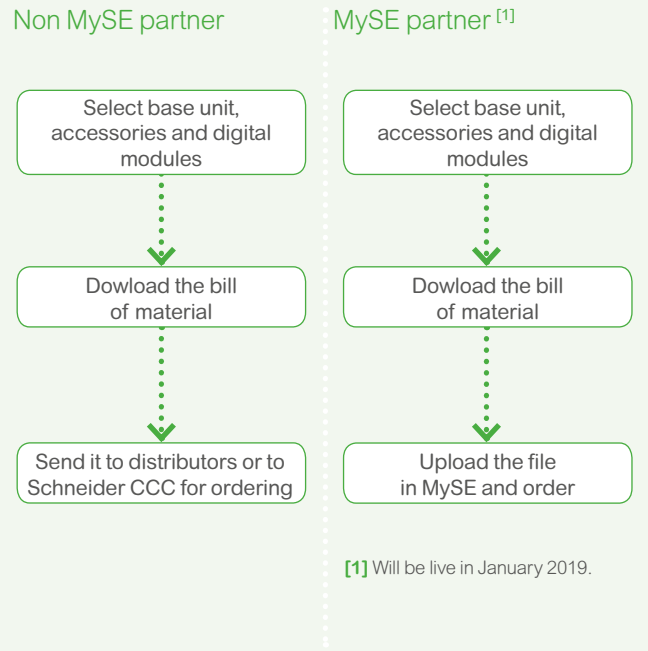 Non MySE partner
Select base unit,
accessories and digital
modules
Dowload the bill
of material
Send it to distributors or to
Schneider CCC for ordering
MySE partner [1]
Select base unit,
accessories and digital
modules
Dowload the bill
of material
Upload the file
in MySE and order
[1] Will be live in January 2019.